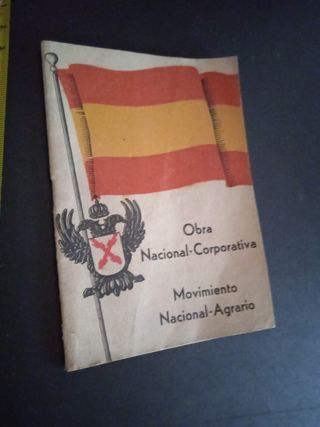 Obra
Nacional-Corporativa
Movimiento
Nacional-Agrario